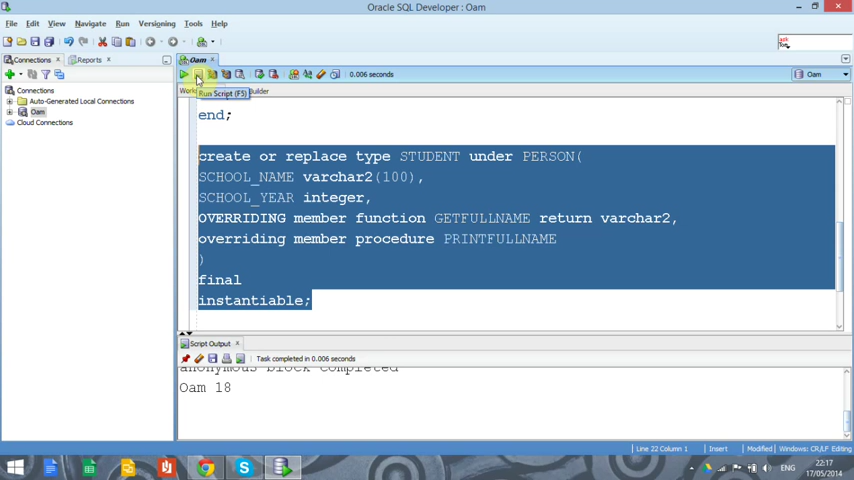 Oracle SQL Developer : Oam
File Edit View Navigate Run Versioning Tools Help
Connections Reports Oam
0.006 seconds Oam
Run Script (F5)
Connections
Auto-Generated Local Connections
Oam
Cloud Connections
end;
create or replace type STUDENT under PERSON(
SCHOOL_NAME varchar2(100),
SCHOOL_YEAR integer,
OVERRIDING member function GETFULLNAME return varchar2,
overriding member procedure PRINTFULLNAME
)
final
instantiable;
Script Output
Task completed in 0.006 seconds
anonymous block completed
Oam 18
Line 22 Column 1 Insert Modified Windows: CR/LF Editing
ENG 22:17
17/05/2014